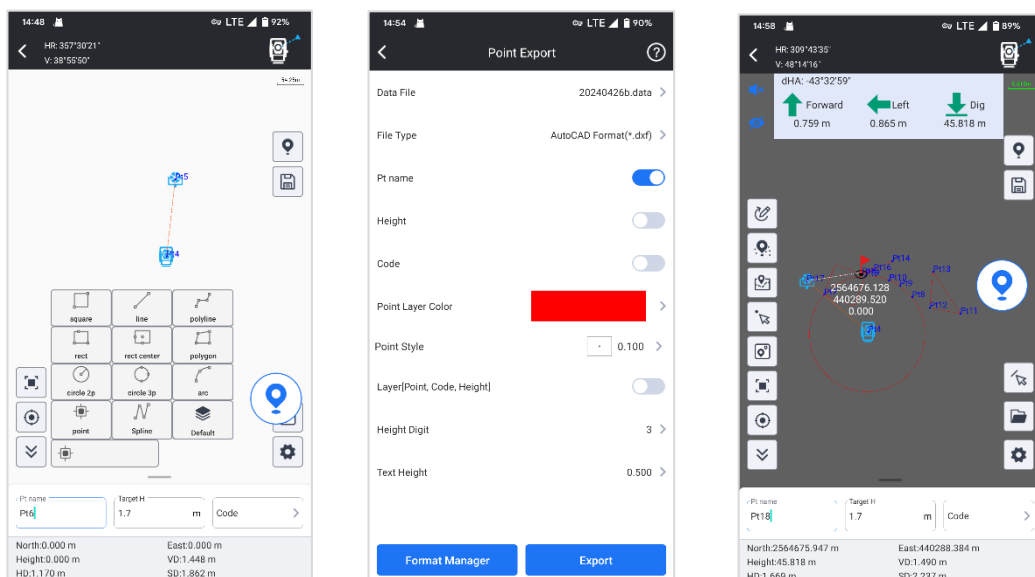 14:48
LTE
92%
HR: 357°30'21"
V: 38°55'50"
Pt5
Pt4
square
line
polyline
rect
rect center
polygon
circle 2p
circle 3p
arc
point
Spline
Default
Pt name
Target H
Pt6
1.7
m
Code
North:0.000 m
East:0.000 m
Height:0.000 m
VD:1.448 m
HD:1.170 m
SD:1.862 m
14:54
LTE
90%
Point Export
Data File
20240426b.data
File Type
AutoCAD Format(*.dxf)
Pt name
Height
Code
Point Layer Color
Point Style
0.100
Layer[Point, Code, Height]
Height Digit
3
Text Height
0.500
Format Manager
Export
14:58
LTE
89%
HR: 309°43'35"
V: 48°14'16"
dHA: -43°32'59"
Forward
Left
Dig
0.759 m
0.865 m
45.818 m
Pt14
Pt16
Pt13
Pt10
Pt9
Pt8
Pt12
Pt11
2564676.128
440289.520
0.000
Pt4
Pt name
Target H
Pt18
1.7
m
Code
North:2564675.947 m
East:440288.384 m
Height:45.818 m
VD:1.490 m
HD:1.669 m
SD:2.237 m